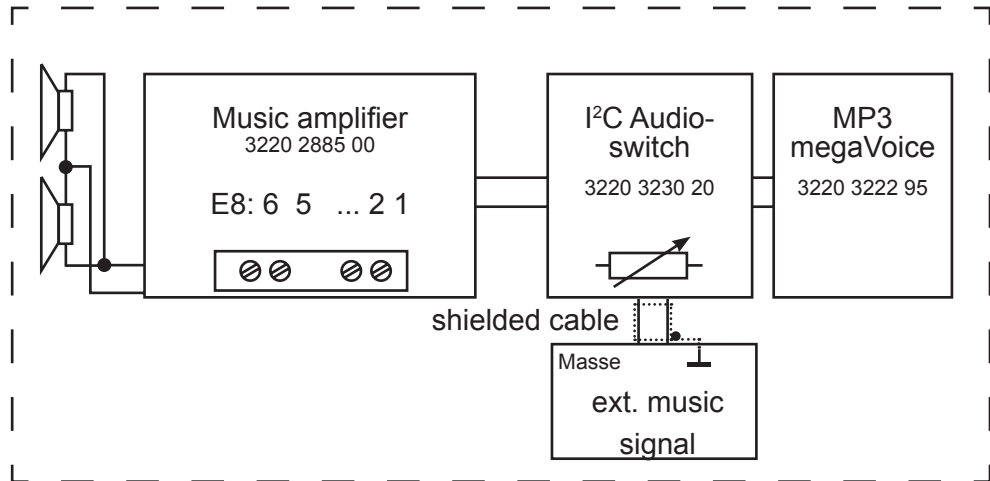 Music amplifier
3220 2885 00
E8: 6 5 ... 2 1
I²C Audio-
switch
3220 3230 20
MP3
megaVoice
3220 3222 95
shielded cable
Masse
ext. music
signal